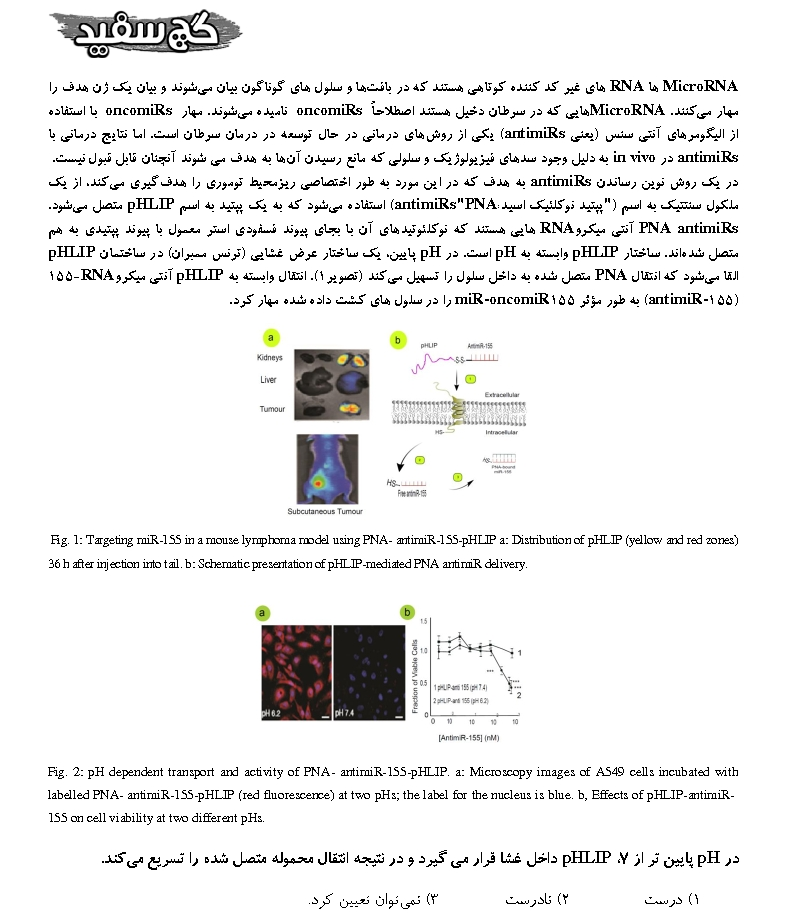 گچ سفید
MicroRNA ها RNA های غیر کد کننده کوتاهی هستند که در بافت‌ها و سلول های گوناگون بیان می‌شوند و بیان یک ژن هدف را
مهار می‌کنند. MicroRNAهایی که در سرطان دخیل هستند اصطلاحاً oncomiRs نامیده می‌شوند. مهار oncomiRs با استفاده
از الیگومرهای آنتی سنس (یعنی antimiRs) یکی از روش‌های درمانی در حال توسعه در درمان سرطان است. اما نتایج درمانی با
antimiRs در in vivo به دلیل وجود سدهای فیزیولوژیک و سلولی که مانع رسیدن آن‌ها به هدف می شوند آنچنان قابل قبول نیست.
در یک روش نوین رساندن antimiRs به هدف که در این مورد به طور اختصاصی ریزمحیط توموری را هدف‌گیری می‌کند، از یک
ملکول سنتتیک به اسم ("پپتید نوکلئیک اسید:antimiRs"PNA) استفاده می‌شود که به یک پپتید به اسم pHLIP متصل می‌شود.
PNA antimiRs آنتی میکروRNA هایی هستند که نوکلئوتیدهای آن با بجای پیوند فسفودی استر معمول با پیوند پپتیدی به هم
متصل شده‌اند. ساختار pHLIP وابسته به pH است. در pH پایین، یک ساختار عرض غشایی (ترنس ممبران) در ساختمان pHLIP
القا می‌شود که انتقال PNA متصل شده به داخل سلول را تسهیل می‌کند (تصویر۱). انتقال وابسته به pHLIP آنتی میکروRNA-۱۵۵
(antimiR-۱۵۵) به طور مؤثر miR-oncomiR۱۵۵ را در سلول های کشت داده شده مهار کرد.
a
Kidneys
Liver
Tumour
Subcutaneous Tumour
b
pHLIP
AntimiR-155
S-S
Extracellular
HS
Intracellular
HS
Free antimiR-155
HS
PNA-bound
miR-155
Fig. 1: Targeting miR-155 in a mouse lymphoma model using PNA- antimiR-155-pHLIP a: Distribution of pHLIP (yellow and red zones)
36 h after injection into tail. b: Schematic presentation of pHLIP-mediated PNA antimiR delivery.
a
pH 6.2
pH 7.4
b
Fraction of Viable Cells
1.5
1.0
0.5
0
1
***
****
***
2
1 pHLIP-anti 155 (pH 7.4)
2 pHLIP-anti 155 (pH 6.2)
0 10 10 10 10
[AntimiR-155] (nM)
Fig. 2: pH dependent transport and activity of PNA- antimiR-155-pHLIP. a: Microscopy images of A549 cells incubated with
labelled PNA- antimiR-155-pHLIP (red fluorescence) at two pHs; the label for the nucleus is blue. b, Effects of pHLIP-antimiR-
155 on cell viability at two different pHs.
در pH پایین تر از ۷، pHLIP داخل غشا قرار می گیرد و در نتیجه انتقال محموله متصل شده را تسریع می‌کند.
۱) درست ۲) نادرست ۳) نمی‌توان تعیین کرد.